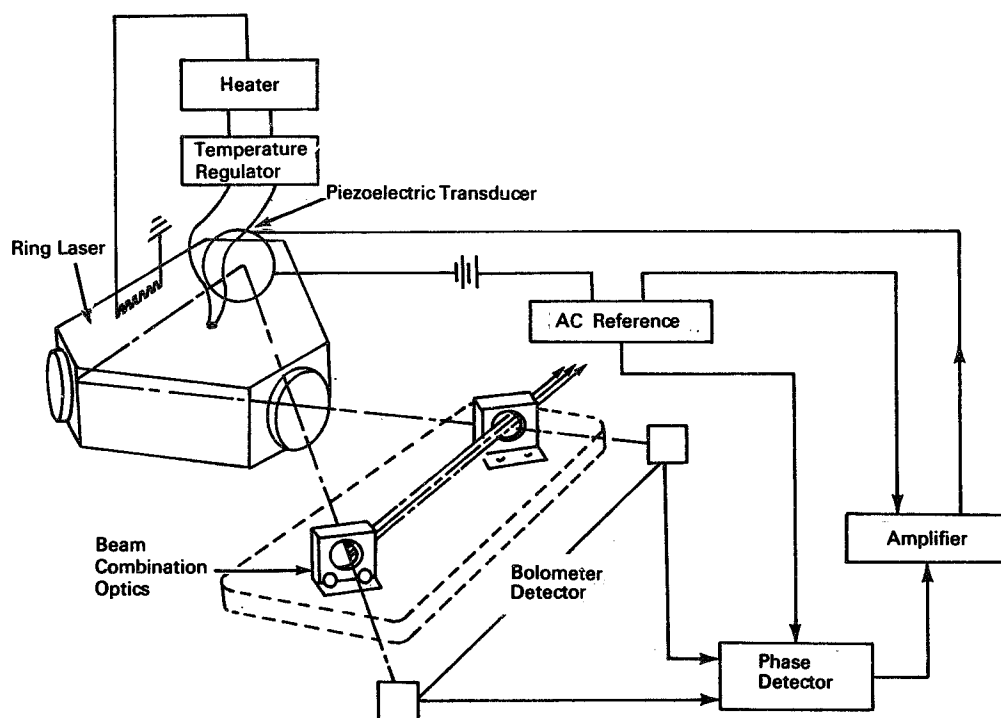 Heater
Temperature
Regulator
Piezoelectric Transducer
Ring Laser
AC Reference
Beam
Combination
Optics
Bolometer
Detector
Amplifier
Phase
Detector